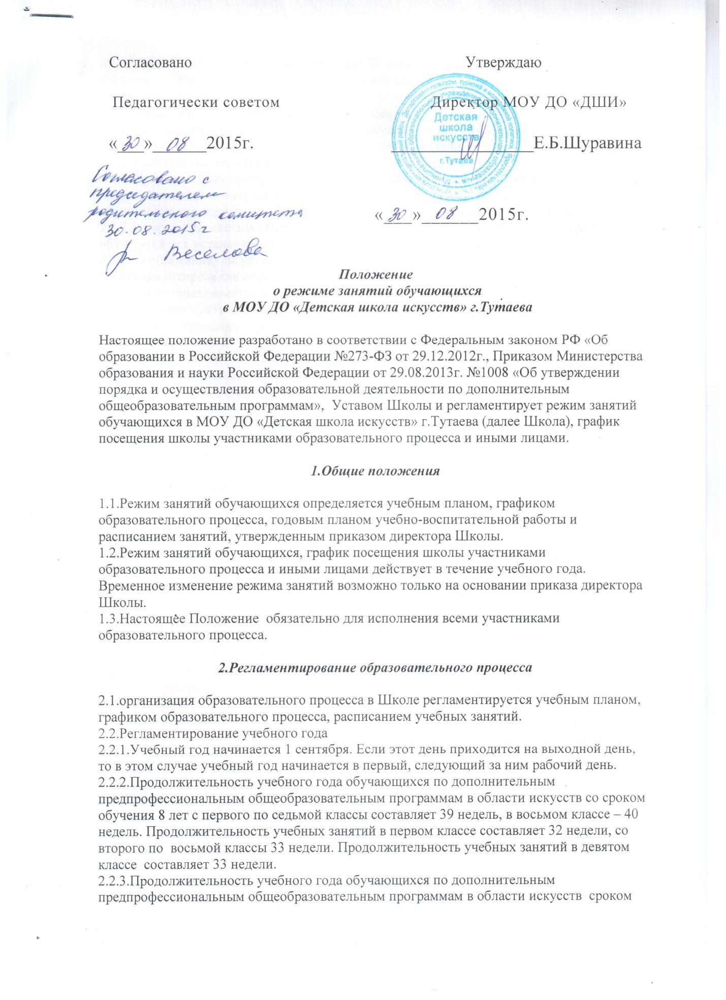 Согласовано
Утверждаю
Педагогически советом
Директор МОУ ДО «ДШИ»
«30» 08 2015г.
Е.Б.Шуравина
Детская
школа
искусств
г.Тутаева
Согласовано с
председателем
родительского комитета
30.08.2015г
Веселова
«30» 08 2015г.
Положение
о режиме занятий обучающихся
в МОУ ДО «Детская школа искусств» г.Тутаева
Настоящее положение разработано в соответствии с Федеральным законом РФ «Об
образовании в Российской Федерации №273-ФЗ от 29.12.2012г., Приказом Министерства
образования и науки Российской Федерации от 29.08.2013г. №1008 «Об утверждении
порядка и осуществления образовательной деятельности по дополнительным
общеобразовательным программам», Уставом Школы и регламентирует режим занятий
обучающихся в МОУ ДО «Детская школа искусств» г.Тутаева (далее Школа), график
посещения школы участниками образовательного процесса и иными лицами.
1.Общие положения
1.1.Режим занятий обучающихся определяется учебным планом, графиком
образовательного процесса, годовым планом учебно-воспитательной работы и
расписанием занятий, утвержденным приказом директора Школы.
1.2.Режим занятий обучающихся, график посещения школы участниками
образовательного процесса и иными лицами действует в течение учебного года.
Временное изменение режима занятий возможно только на основании приказа директора
Школы.
1.3.Настоящее Положение обязательно для исполнения всеми участниками
образовательного процесса.
2.Регламентирование образовательного процесса
2.1.организация образовательного процесса в Школе регламентируется учебным планом,
графиком образовательного процесса, расписанием учебных занятий.
2.2.Регламентирование учебного года
2.2.1.Учебный год начинается 1 сентября. Если этот день приходится на выходной день,
то в этом случае учебный год начинается в первый, следующий за ним рабочий день.
2.2.2.Продолжительность учебного года обучающихся по дополнительным
предпрофессиональным общеобразовательным программам в области искусств со сроком
обучения 8 лет с первого по седьмой классы составляет 39 недель, в восьмом классе – 40
недель. Продолжительность учебных занятий в первом классе составляет 32 недели, со
второго по восьмой классы 33 недели. Продолжительность учебных занятий в девятом
классе составляет 33 недели.
2.2.3.Продолжительность учебного года обучающихся по дополнительным
предпрофессиональным общеобразовательным программам в области искусств сроком